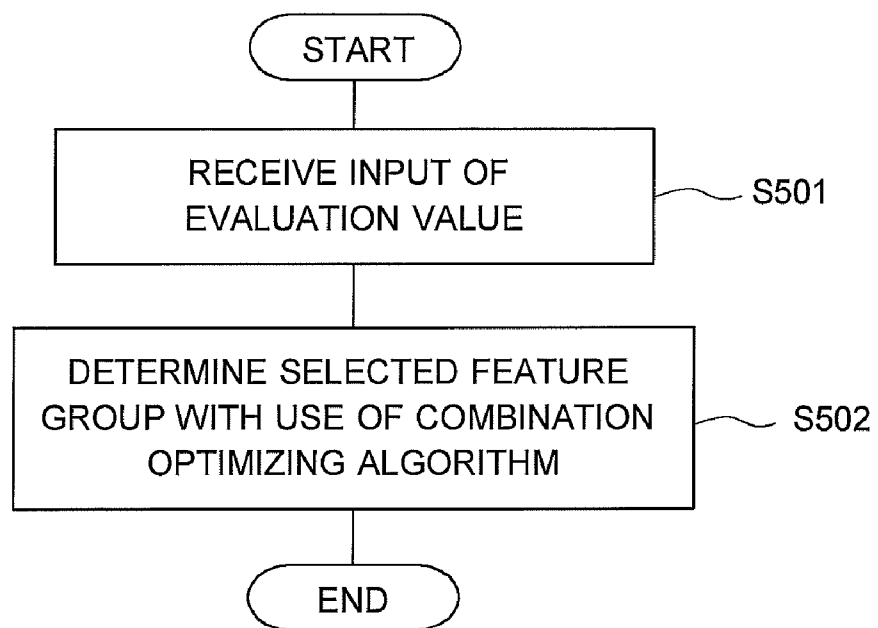 START
RECEIVE INPUT OF
EVALUATION VALUE
S501
DETERMINE SELECTED FEATURE
GROUP WITH USE OF COMBINATION
OPTIMIZING ALGORITHM
S502
END